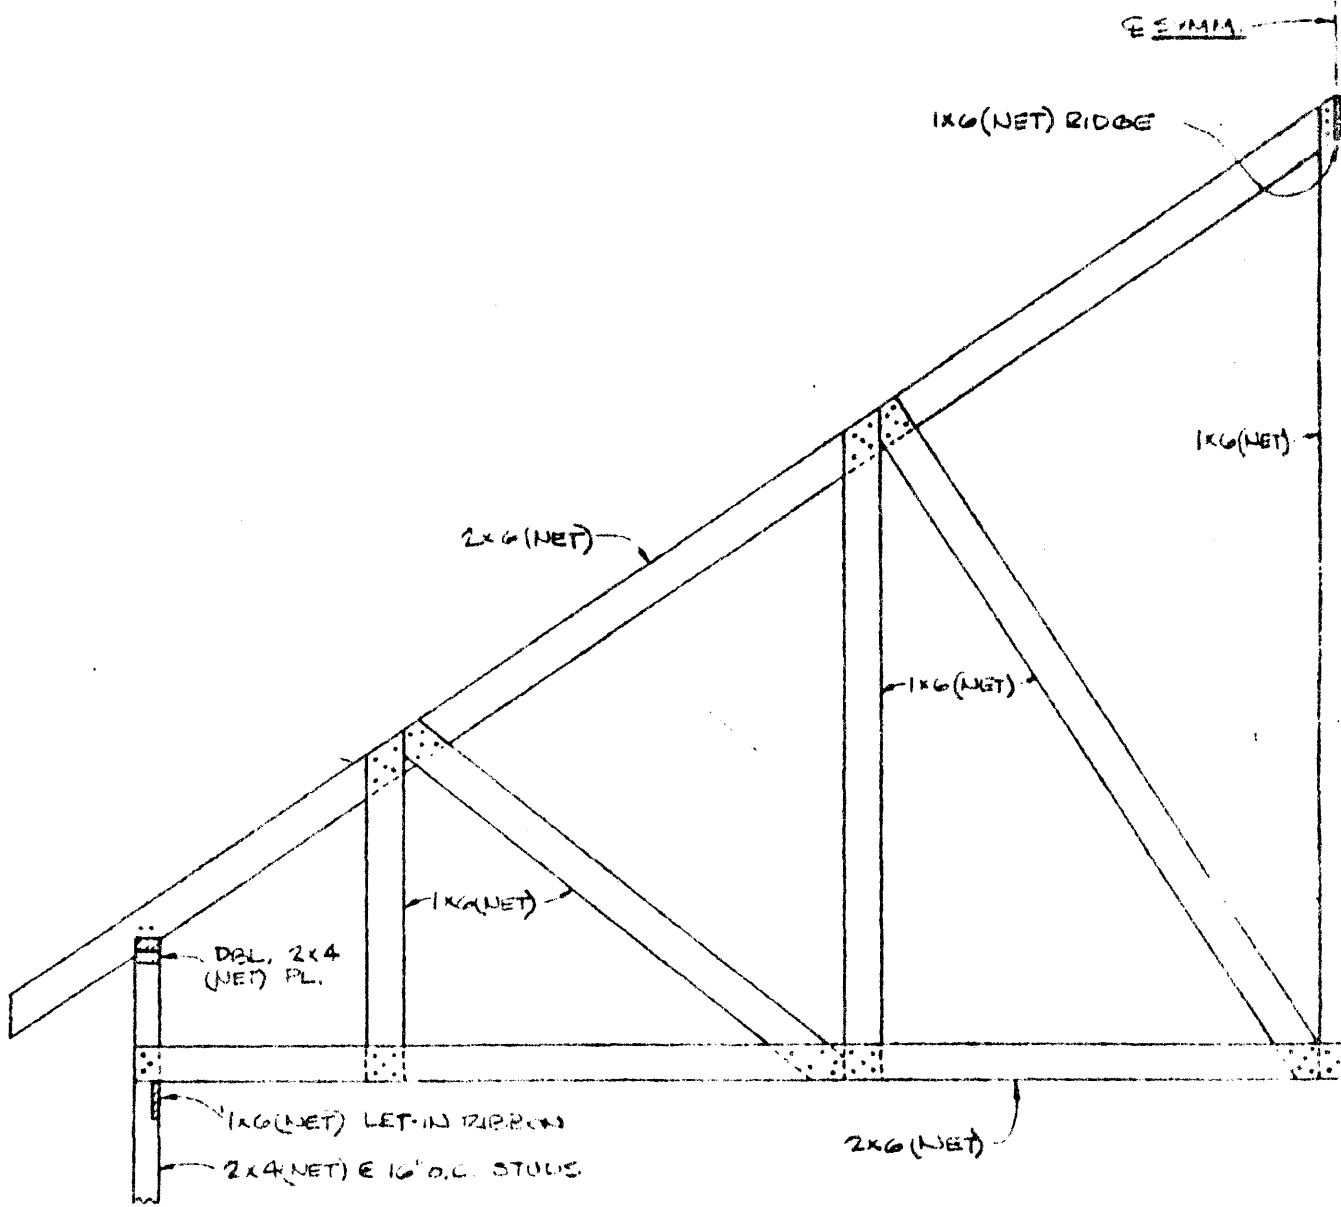 ℄ SYMM.
1x6(NET) RIDGE
1x6(NET)
2x6(NET)
1x6(NET)
1x6(NET)
DBL. 2x4
(NET) PL.
1x6(NET) LET-IN RIBBON
2x6(NET)
2x4(NET) @ 16" O.C. STUDS